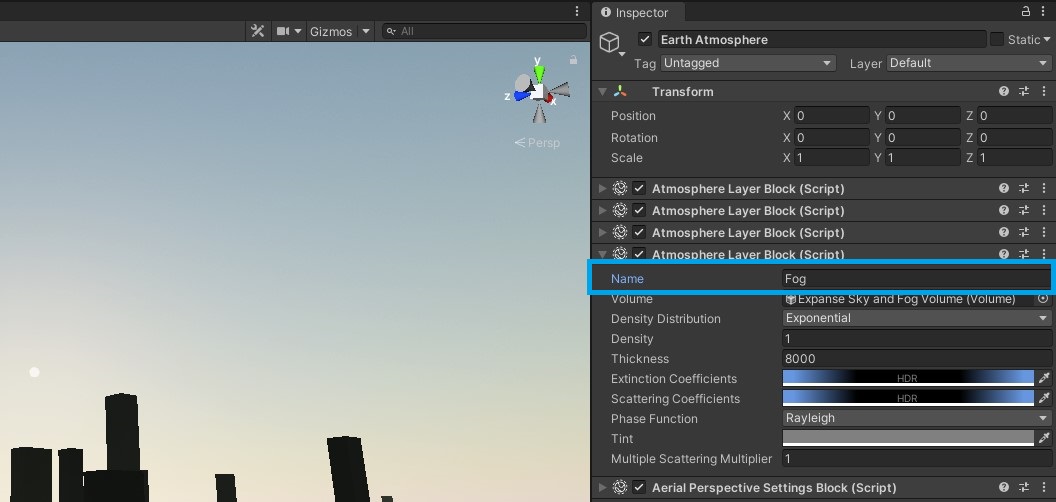 Inspector
Gizmos All
Earth Atmosphere Static
Tag Untagged Layer Default
y
z
x
Persp
Transform
Position X 0 Y 0 Z 0
Rotation X 0 Y 0 Z 0
Scale X 1 Y 1 Z 1
Atmosphere Layer Block (Script)
Atmosphere Layer Block (Script)
Atmosphere Layer Block (Script)
Atmosphere Layer Block (Script)
Name Fog
Volume Expanse Sky and Fog Volume (Volume)
Density Distribution Exponential
Density 1
Thickness 8000
Extinction Coefficients HDR
Scattering Coefficients HDR
Phase Function Rayleigh
Tint
Multiple Scattering Multiplier 1
Aerial Perspective Settings Block (Script)